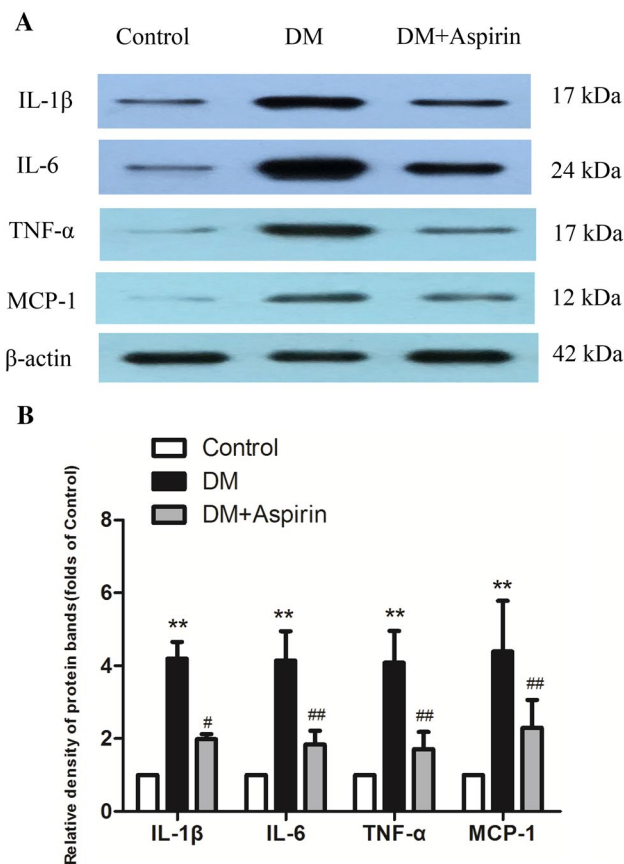 A
Control DM DM+Aspirin
IL-1β 17 kDa
IL-6 24 kDa
TNF-α 17 kDa
MCP-1 12 kDa
β-actin 42 kDa
B
Control
DM
DM+Aspirin
Relative density of protein bands(folds of Control)
8
6
4
2
0
** # ** ## ** ## ** ##
IL-1β IL-6 TNF-α MCP-1